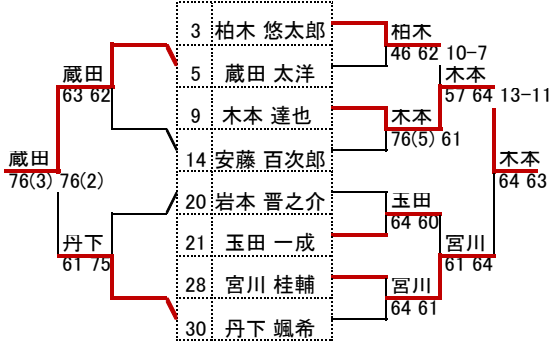 3 柏木 悠太郎
5 蔵田 太洋
9 木本 達也
14 安藤 百次郎
20 岩本 晋之介
21 玉田 一成
28 宮川 桂輔
30 丹下 颯希
蔵田
63 62
蔵田
76(3) 76(2)
丹下
61 75
柏木
46 62 10-7
木本
57 64 13-11
木本
76(5) 61
木本
64 63
玉田
64 60
宮川
61 64
宮川
64 61